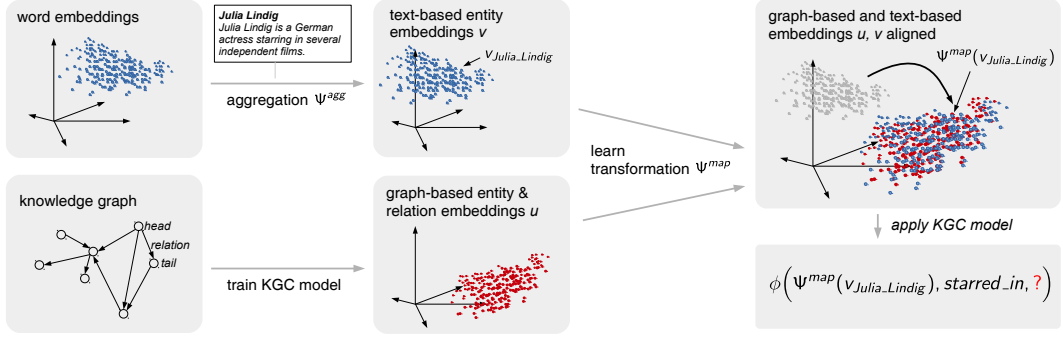 word embeddings
Julia Lindig
Julia Lindig is a German
actress starring in several
independent films.
aggregation Ψ^agg
text-based entity
embeddings v
v_Julia_Lindig
knowledge graph
head
relation
tail
train KGC model
graph-based entity &
relation embeddings u
learn
transformation Ψ^map
graph-based and text-based
embeddings u, v aligned
Ψ^map(v_Julia_Lindig)
apply KGC model
ϕ(Ψ^map(v_Julia_Lindig), starred_in, ?)